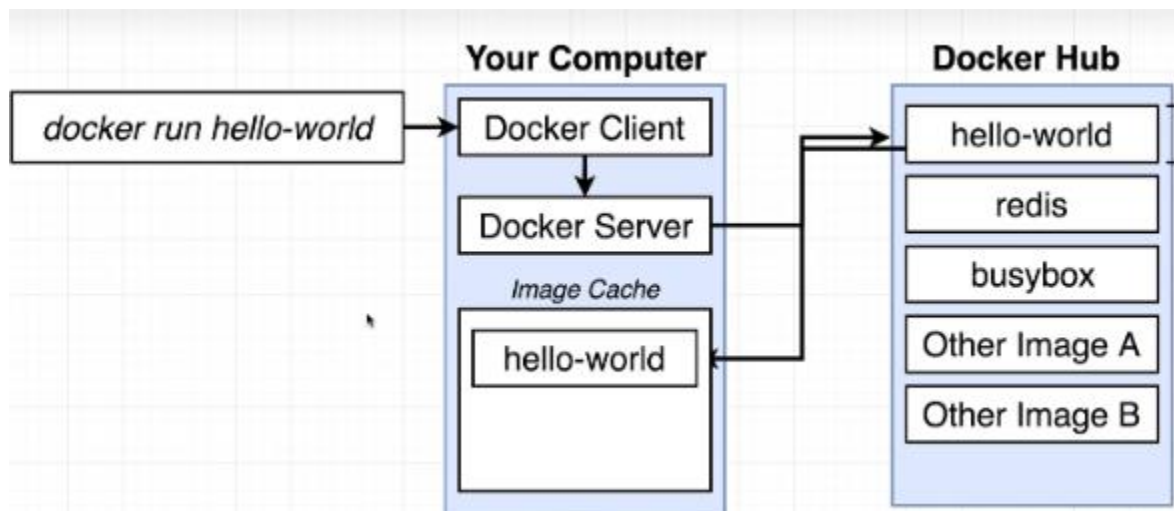 Your Computer
Docker Hub
docker run hello-world
Docker Client
hello-world
redis
Docker Server
busybox
Image Cache
Other Image A
hello-world
Other Image B